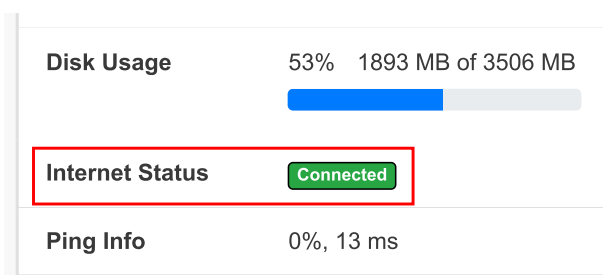 Disk Usage 53% 1893 MB of 3506 MB
Internet Status Connected
Ping Info 0%, 13 ms